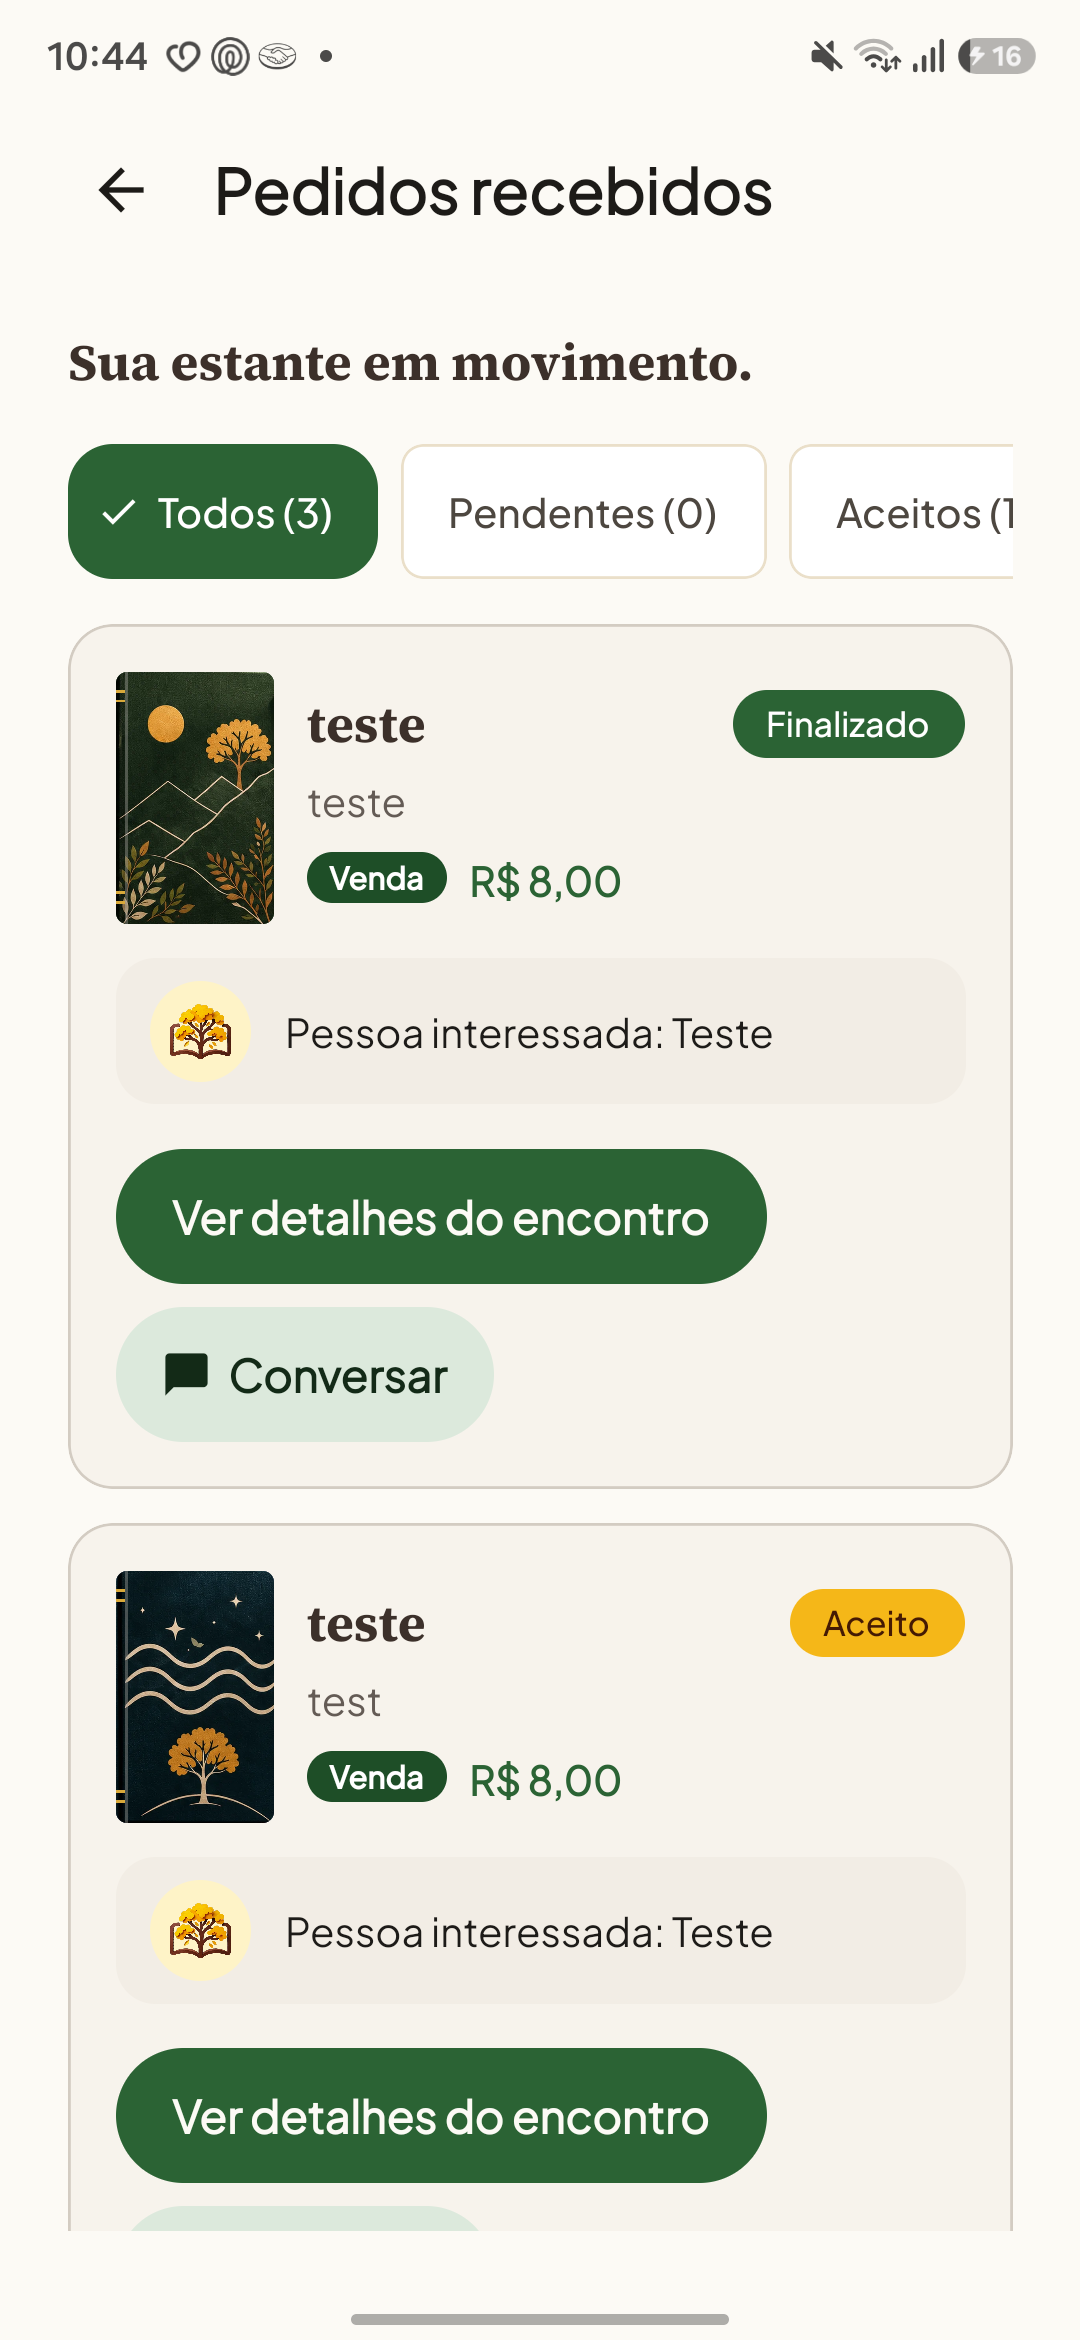 10:44
16
Pedidos recebidos
Sua estante em movimento.
Todos (3)
Pendentes (0)
Aceitos (1
teste
Finalizado
teste
Venda
R$ 8,00
Pessoa interessada: Teste
Ver detalhes do encontro
Conversar
teste
Aceito
test
Venda
R$ 8,00
Pessoa interessada: Teste
Ver detalhes do encontro